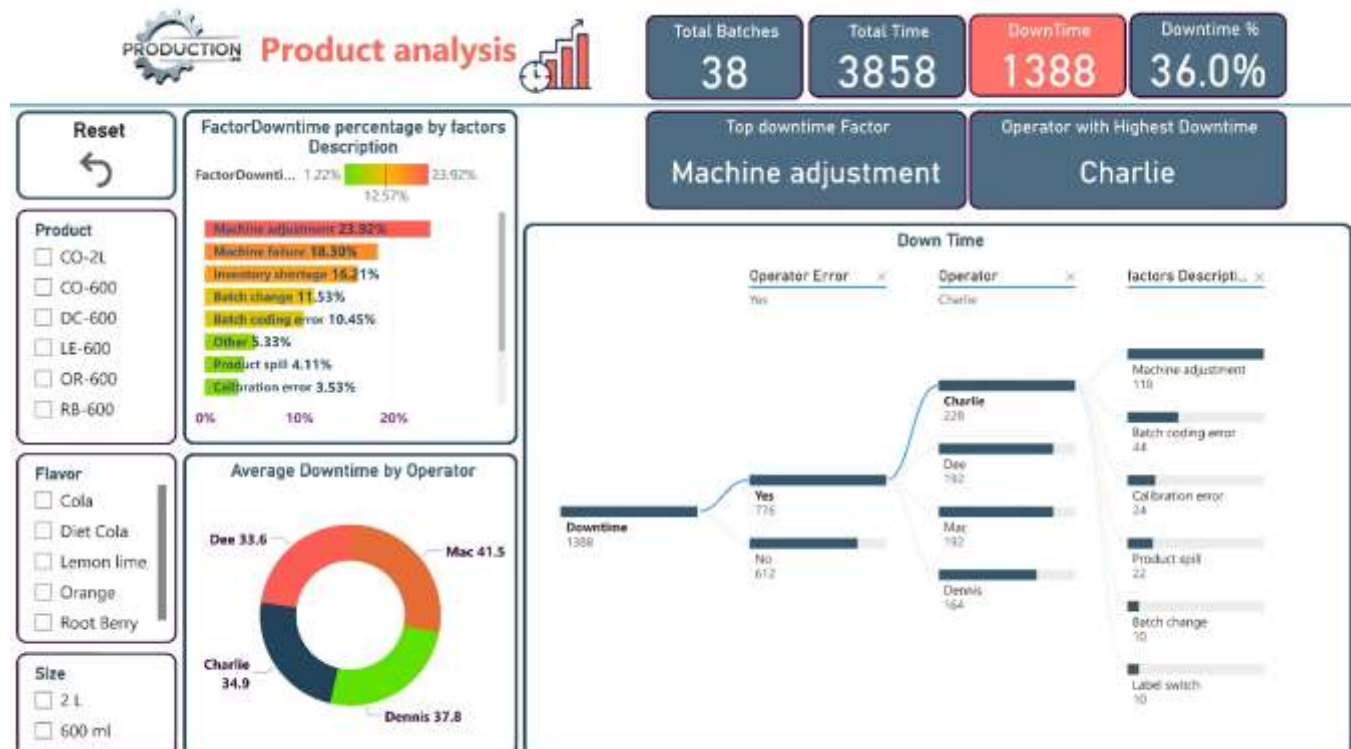 PRODUCTION
Product analysis
Total Batches
38
Total Time
3858
DownTime
1388
Downtime %
36.0%
Reset
Top downtime Factor
Machine adjustment
Operator with Highest Downtime
Charlie
Product
CO-2L
CO-600
DC-600
LE-600
OR-600
RB-600
Flavor
Cola
Diet Cola
Lemon lime
Orange
Root Berry
Size
2 L
600 ml
FactorDowntime percentage by factors
Description
FactorDownti... 1.22% 23.92%
12.57%
Machine adjustment 23.92%
Machine failure 18.30%
Inventory shortage 16.21%
Batch change 11.53%
Batch coding error 10.45%
Other 5.33%
Product spill 4.11%
Calibration error 3.53%
0% 10% 20%
Average Downtime by Operator
Dee 33.6
Mac 41.5
Charlie
34.9
Dennis 37.8
Down Time
Operator Error
Yes
Operator
Charlie
factors Descripti...
Downtime
1388
Yes
776
No
612
Charlie
228
Dee
192
Mac
192
Dennis
164
Machine adjustment
118
Batch coding error
44
Calibration error
24
Product spill
22
Batch change
10
Label switch
10